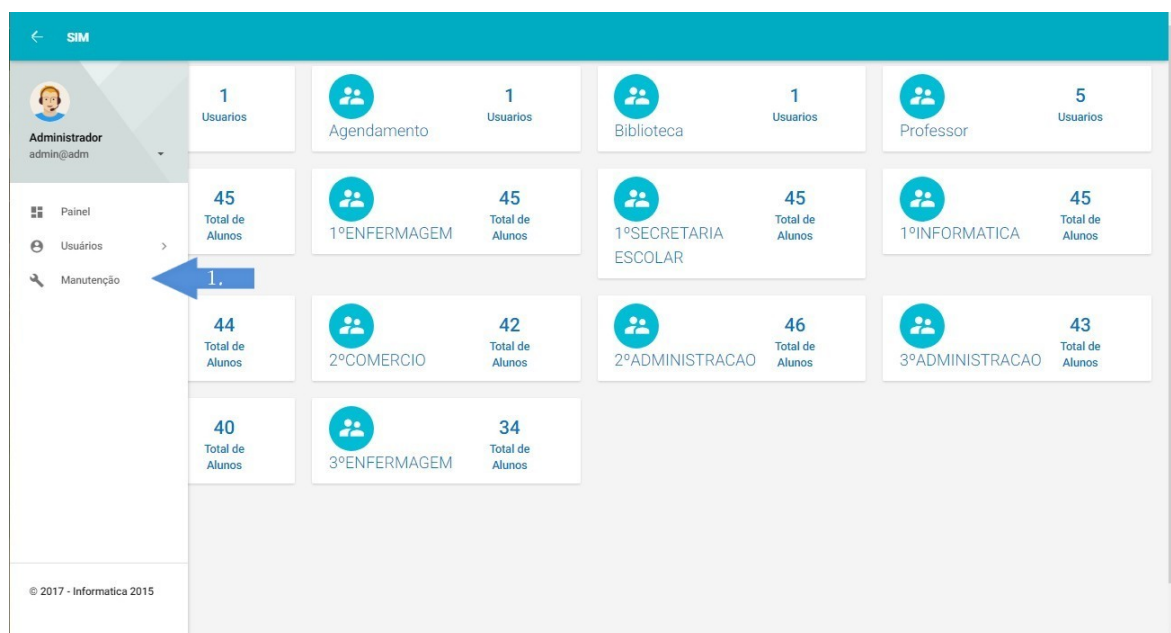 SIM
Administrador
admin@adm
Painel
Usuários
Manutenção
1.
© 2017 - Informatica 2015
1
Usuarios
Agendamento
1
Usuarios
Biblioteca
1
Usuarios
Professor
5
Usuarios
45
Total de
Alunos
1ºENFERMAGEM
45
Total de
Alunos
1ºSECRETARIA
ESCOLAR
45
Total de
Alunos
1ºINFORMATICA
45
Total de
Alunos
44
Total de
Alunos
2ºCOMERCIO
42
Total de
Alunos
2ºADMINISTRACAO
46
Total de
Alunos
3ºADMINISTRACAO
43
Total de
Alunos
40
Total de
Alunos
3ºENFERMAGEM
34
Total de
Alunos